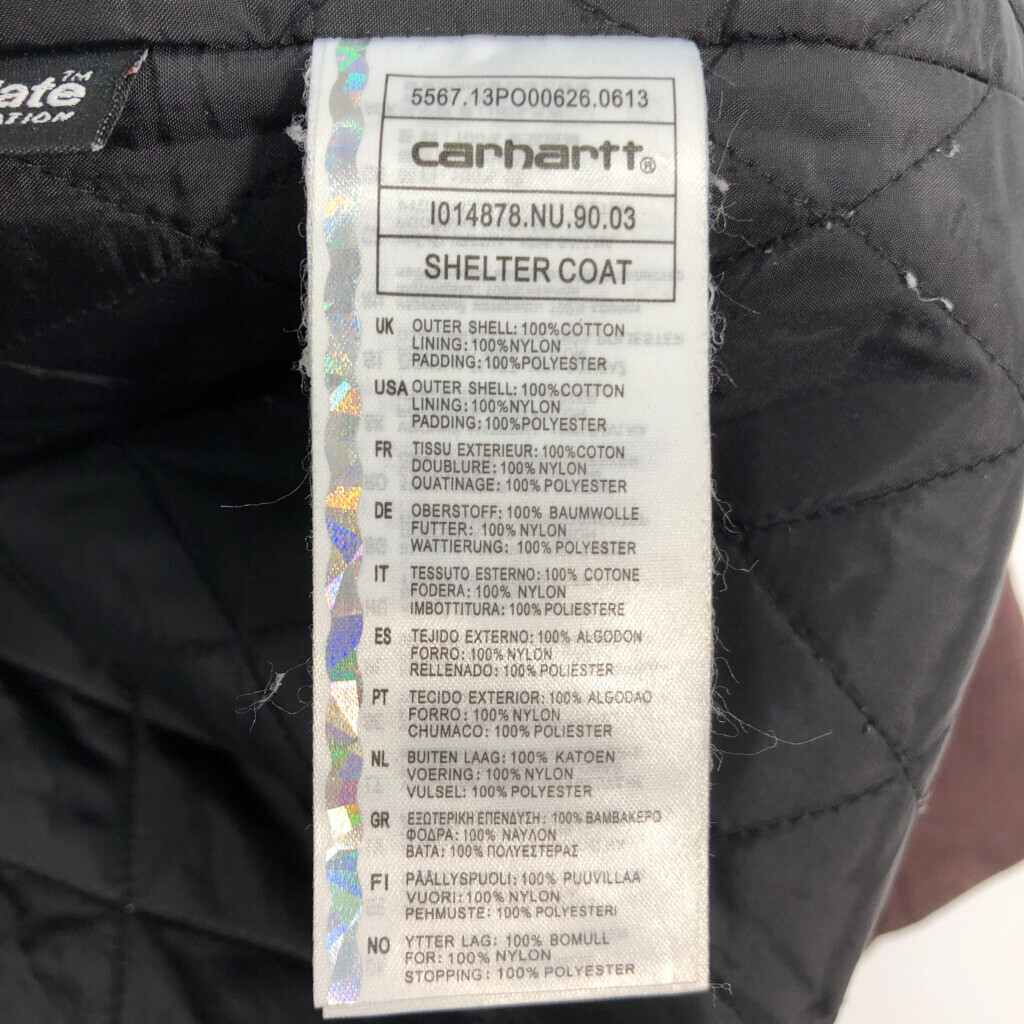 ate™
ATION
5567.13PO00626.0613
carhartt®
I014878.NU.90.03
SHELTER COAT
UK OUTER SHELL: 100%COTTON
LINING: 100%NYLON
PADDING: 100%POLYESTER
USA OUTER SHELL: 100%COTTON
LINING: 100%NYLON
PADDING: 100%POLYESTER
FR TISSU EXTERIEUR: 100%COTON
DOUBLURE: 100% NYLON
OUATINAGE: 100% POLYESTER
DE OBERSTOFF: 100% BAUMWOLLE
FUTTER: 100% NYLON
WATTIERUNG: 100% POLYESTER
IT TESSUTO ESTERNO: 100% COTONE
FODERA: 100% NYLON
IMBOTTITURA: 100% POLIESTERE
ES TEJIDO EXTERNO: 100% ALGODON
FORRO: 100% NYLON
RELLENADO: 100% POLIESTER
PT TECIDO EXTERIOR: 100% ALGODAO
FORRO: 100% NYLON
CHUMACO: 100% POLIESTER
NL BUITEN LAAG: 100% KATOEN
VOERING: 100% NYLON
VULSEL: 100% POLYESTER
GR ΕΞΩΤΕΡΙΚΗ ΕΠΕΝΔΥΣΗ: 100% ΒΑΜΒΑΚΕΡΟ
ΦΟΔΡΑ: 100% ΝΑΥΛΟΝ
ΒΑΤΑ: 100% ΠΟΛΥΕΣΤΕΡΑΣ
FI PÄÄLLYSPUOLI: 100% PUUVILLAA
VUORI: 100% NYLON
PEHMUSTE: 100% POLYESTERI
NO YTTER LAG: 100% BOMULL
FOR: 100% NYLON
STOPPING: 100% POLYESTER